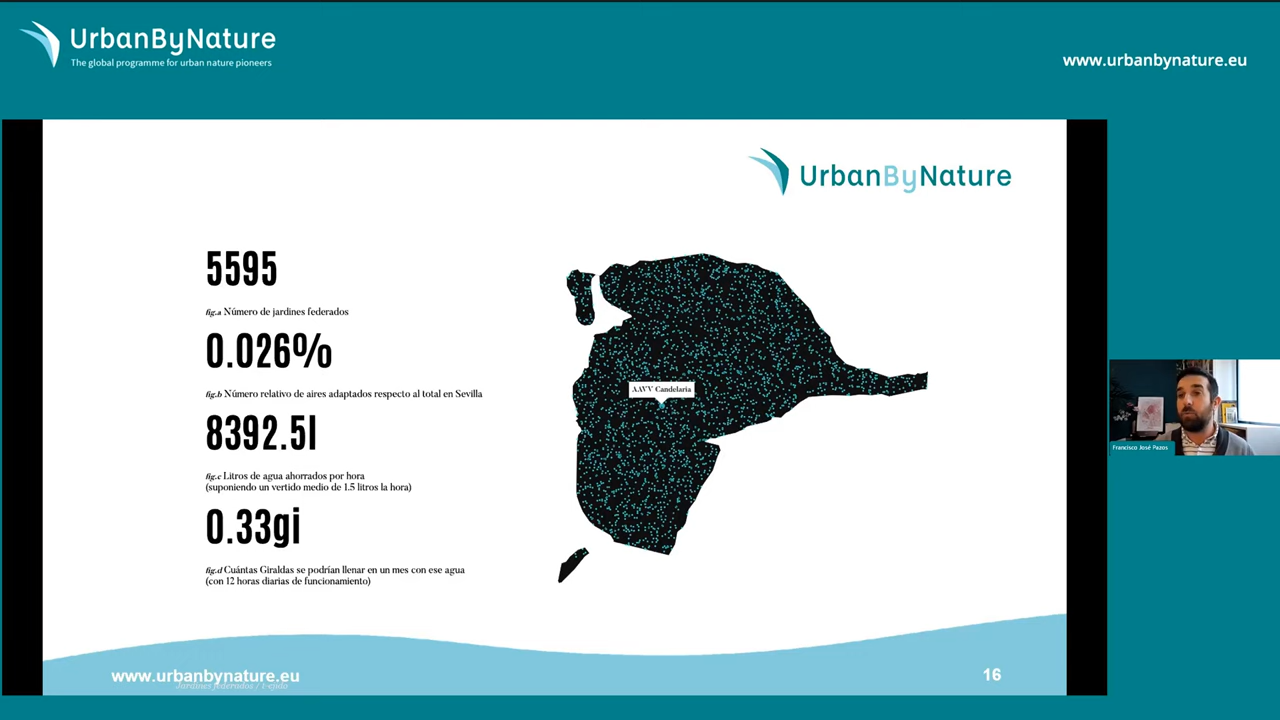 UrbanByNature
The global programme for urban nature pioneers
www.urbanbynature.eu
UrbanByNature
5595
fig.a Número de jardines federados
0.026%
fig.b Número relativo de aires adaptados respecto al total en Sevilla
8392.5l
fig.c Litros de agua ahorrados por hora
(suponiendo un vertido medio de 1.5 litros la hora)
0.33gi
fig.d Cuántas Giraldas se podrían llenar en un mes con ese agua
(con 12 horas diarias de funcionamiento)
AAVV Candelaria
Francisco José Pazos
www.urbanbynature.eu
Jardines federados /
16